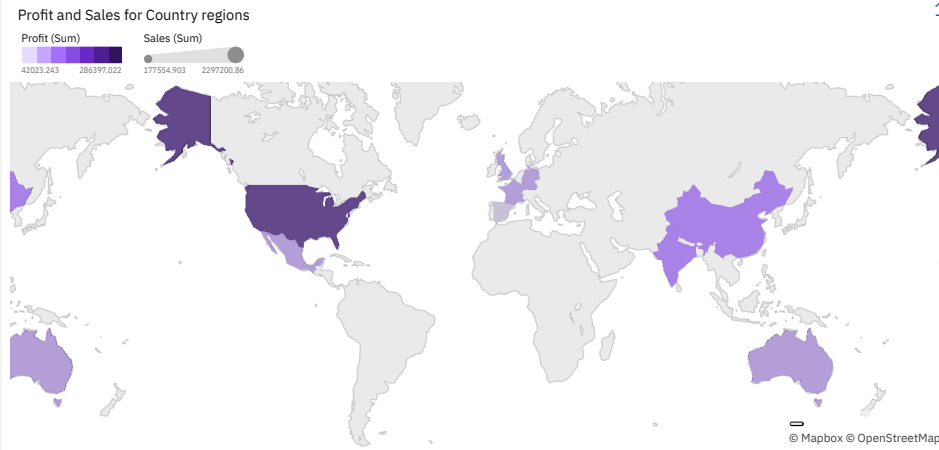 Profit and Sales for Country regions
Profit (Sum)
Sales (Sum)
42023.243 286397.022
177554.903 2297200.86
© Mapbox © OpenStreetMap